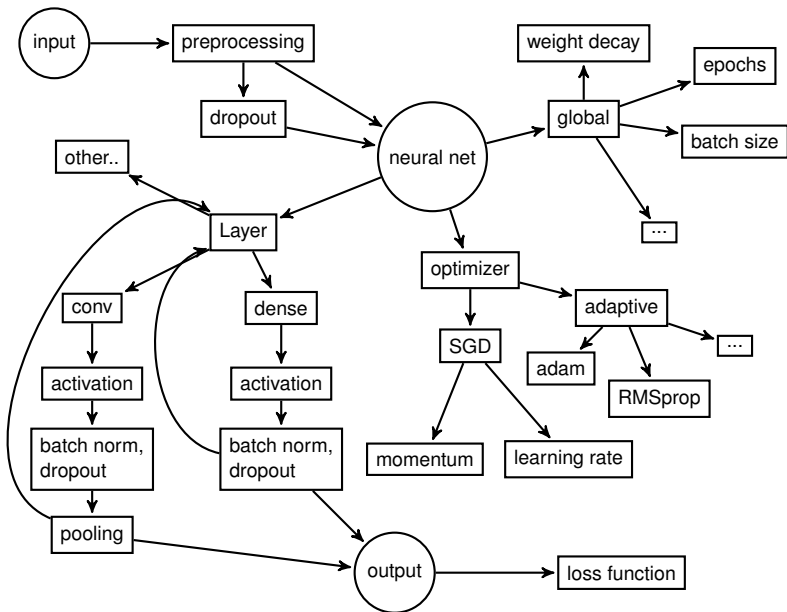 input
preprocessing
weight decay
epochs
dropout
global
batch size
neural net
other..
Layer
...
optimizer
conv
dense
adaptive
SGD
...
adam
activation
activation
RMSprop
batch norm,
dropout
batch norm,
dropout
momentum
learning rate
pooling
output
loss function